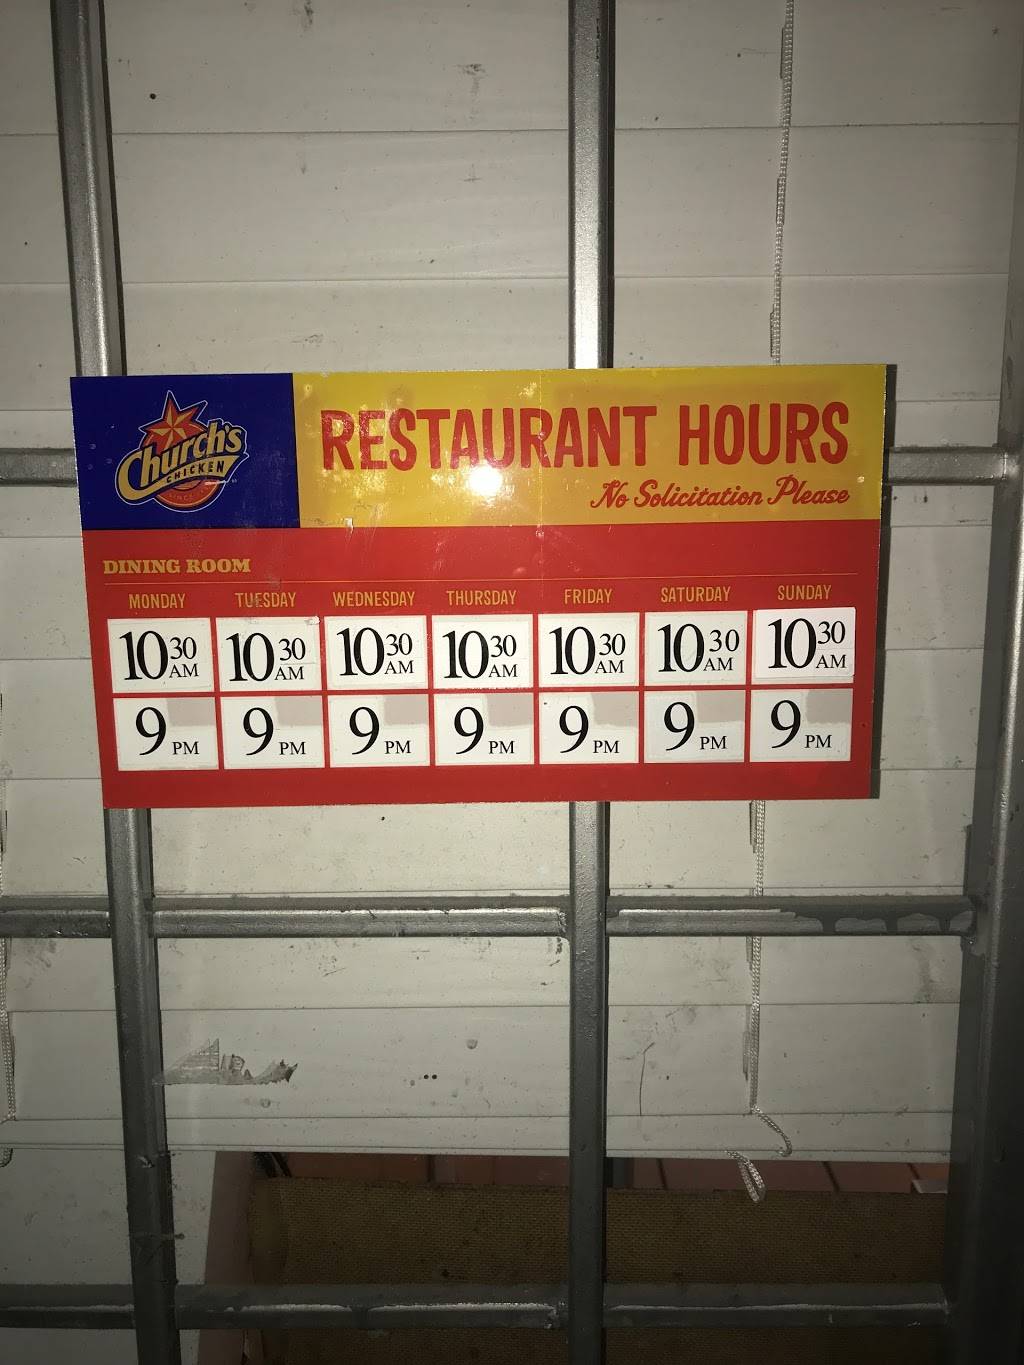 Church's
CHICKEN
RESTAURANT HOURS
No Solicitation Please
DINING ROOM
MONDAY TUESDAY WEDNESDAY THURSDAY FRIDAY SATURDAY SUNDAY
10 30 AM 10 30 AM 10 30 AM 10 30 AM 10 30 AM 10 30 AM 10 30 AM
9 PM 9 PM 9 PM 9 PM 9 PM 9 PM 9 PM